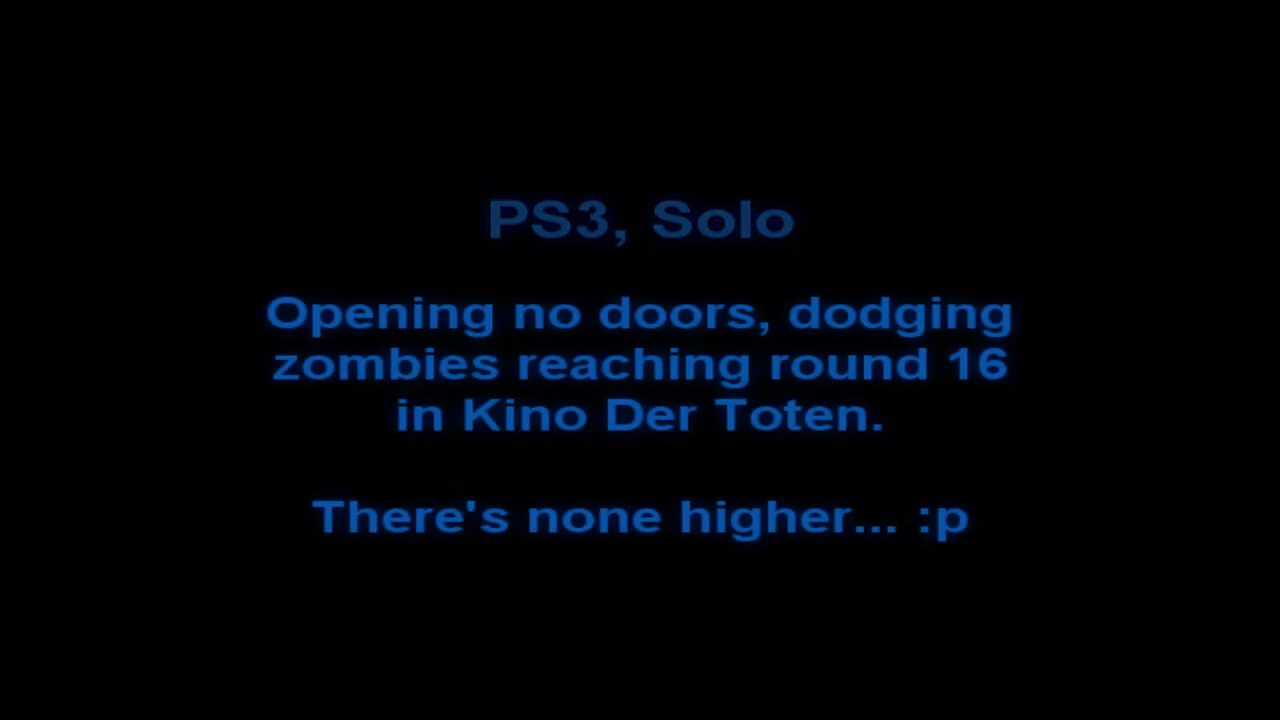 PS3, Solo
Opening no doors, dodging
zombies reaching round 16
in Kino Der Toten.
There's none higher... :p